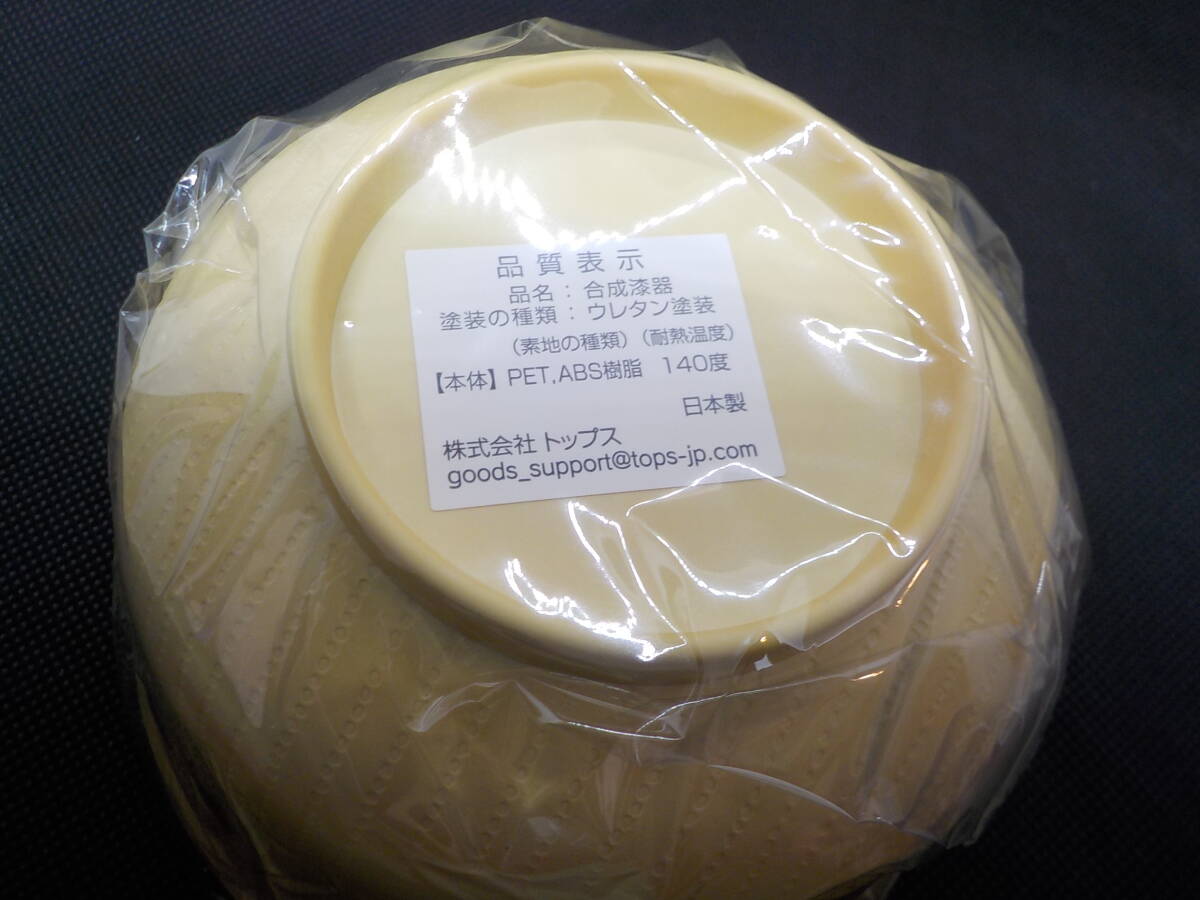 品質表示
品名：合成漆器
塗装の種類：ウレタン塗装
（素地の種類）（耐熱温度）
【本体】PET,ABS樹脂　140度
日本製
株式会社 トップス
goods_support@tops-jp.com